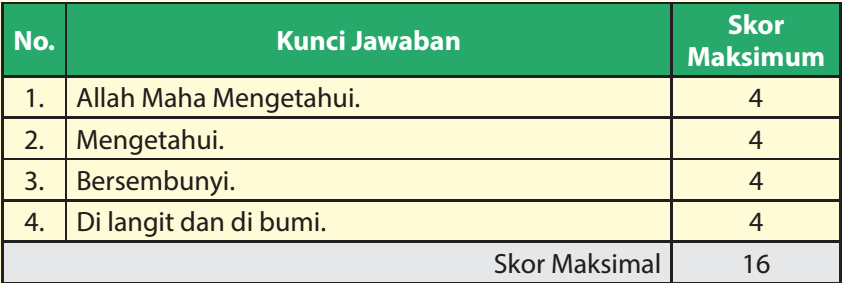 No. Kunci Jawaban Skor Maksimum
1. Allah Maha Mengetahui. 4
2. Mengetahui. 4
3. Bersembunyi. 4
4. Di langit dan di bumi. 4
Skor Maksimal 16